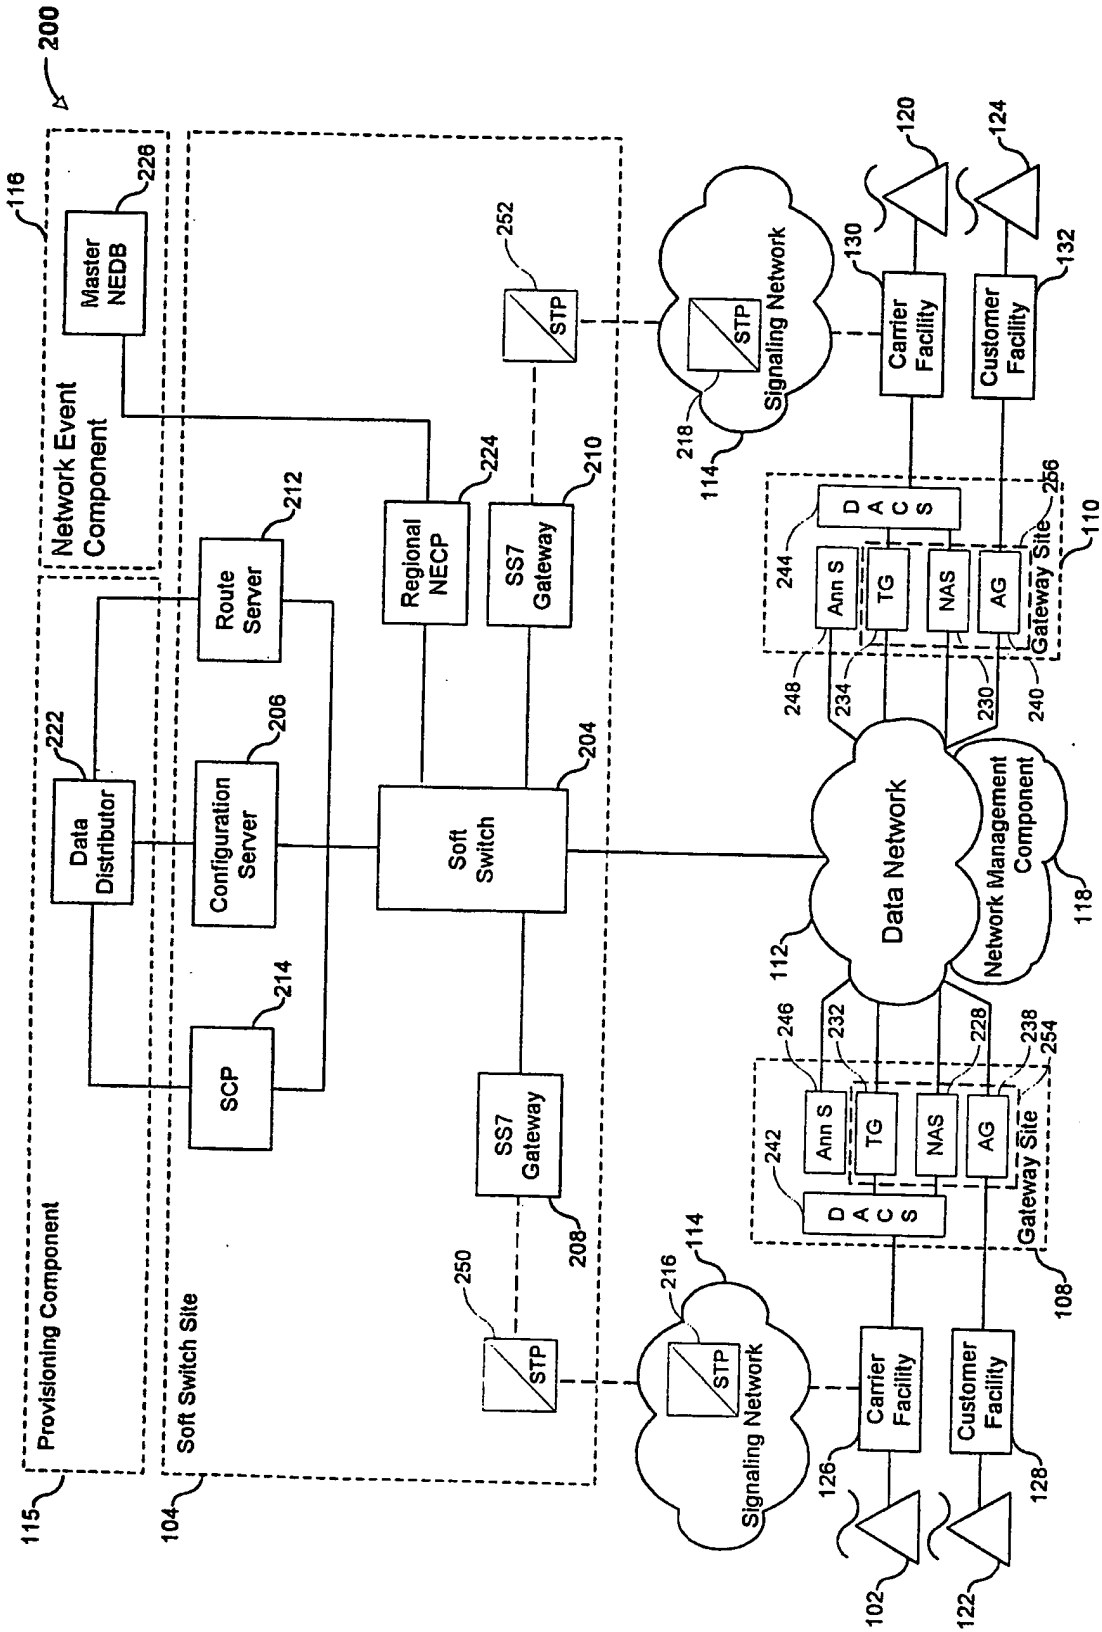 200
116
Master
NEDB
226
Network Event
Component
115
Provisioning Component
222
Data
Distributor
104
Soft Switch Site
SCP
214
Configuration
Server
206
Route
Server
212
Regional
NECP
224
SS7
Gateway
210
Soft
Switch
204
SS7
Gateway
208
250
STP
252
STP
114
216
STP
Signaling Network
218
114
STP
Signaling Network
112
Data Network
Network Management
Component
118
242
D
A
C
S
246
Ann S
232
TG
228
NAS
238
AG
254
Gateway Site
108
244
D
A
C
S
248
Ann S
234
TG
230
NAS
240
AG
256
Gateway Site
110
126
Carrier
Facility
128
Customer
Facility
102
122
130
Carrier
Facility
132
Customer
Facility
120
124